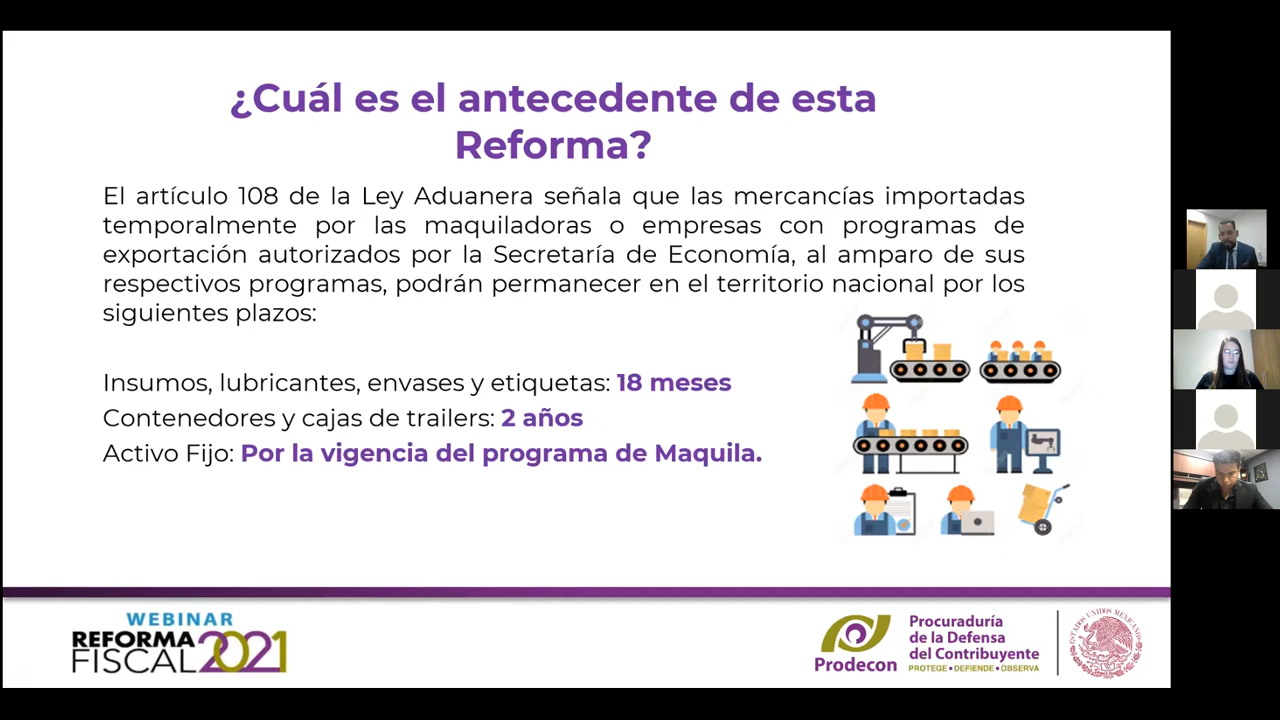 ¿Cuál es el antecedente de esta
Reforma?
El artículo 108 de la Ley Aduanera señala que las mercancías importadas
temporalmente por las maquiladoras o empresas con programas de
exportación autorizados por la Secretaría de Economía, al amparo de sus
respectivos programas, podrán permanecer en el territorio nacional por los
siguientes plazos:
Insumos, lubricantes, envases y etiquetas: 18 meses
Contenedores y cajas de trailers: 2 años
Activo Fijo: Por la vigencia del programa de Maquila.
WEBINAR
REFORMA
FISCAL 2021
Prodecon
Procuraduría
de la Defensa
del Contribuyente
PROTEGE • DEFIENDE • OBSERVA
ESTADOS UNIDOS MEXICANOS